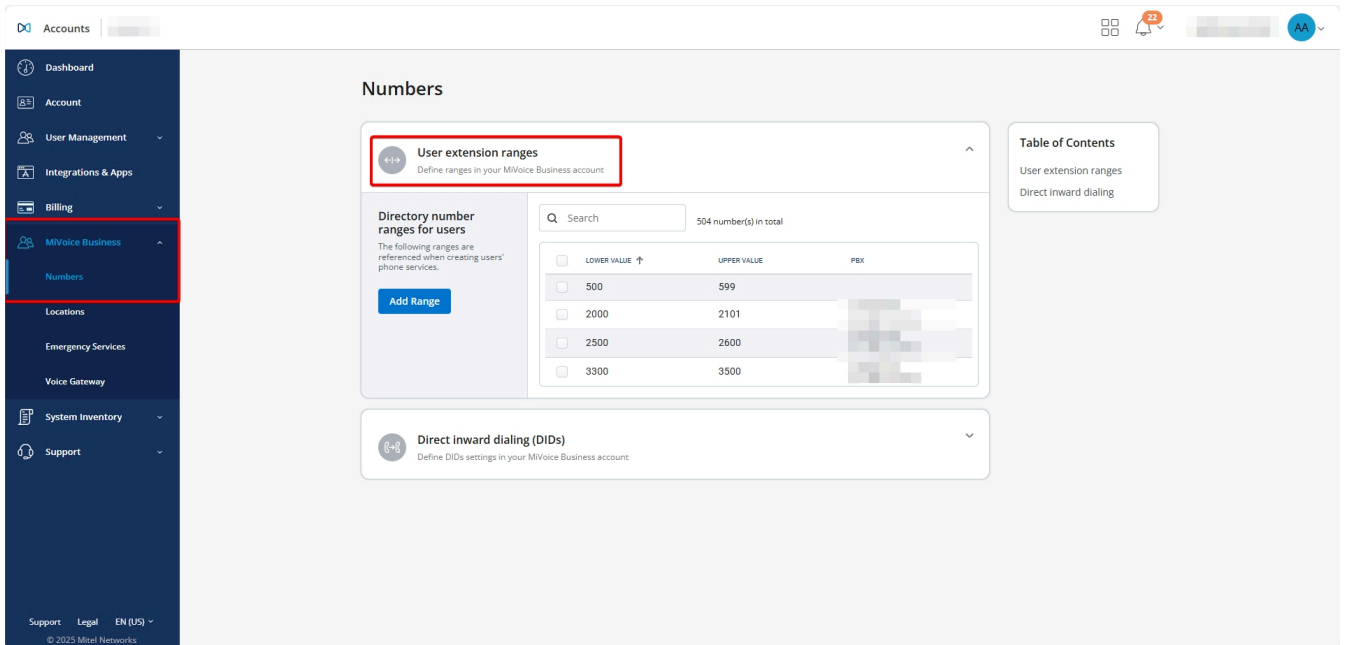 Accounts
22
AA
Dashboard
Account
User Management
Integrations & Apps
Billing
MiVoice Business
Numbers
Locations
Emergency Services
Voice Gateway
System Inventory
Support
Support Legal EN (US)
© 2025 Mitel Networks
Numbers
User extension ranges
Define ranges in your MiVoice Business account
Directory number
ranges for users
The following ranges are
referenced when creating users'
phone services.
Add Range
Search
504 number(s) in total
LOWER VALUE UPPER VALUE PBX
500 599
2000 2101
2500 2600
3300 3500
Direct inward dialing (DIDs)
Define DIDs settings in your MiVoice Business account
Table of Contents
User extension ranges
Direct inward dialing